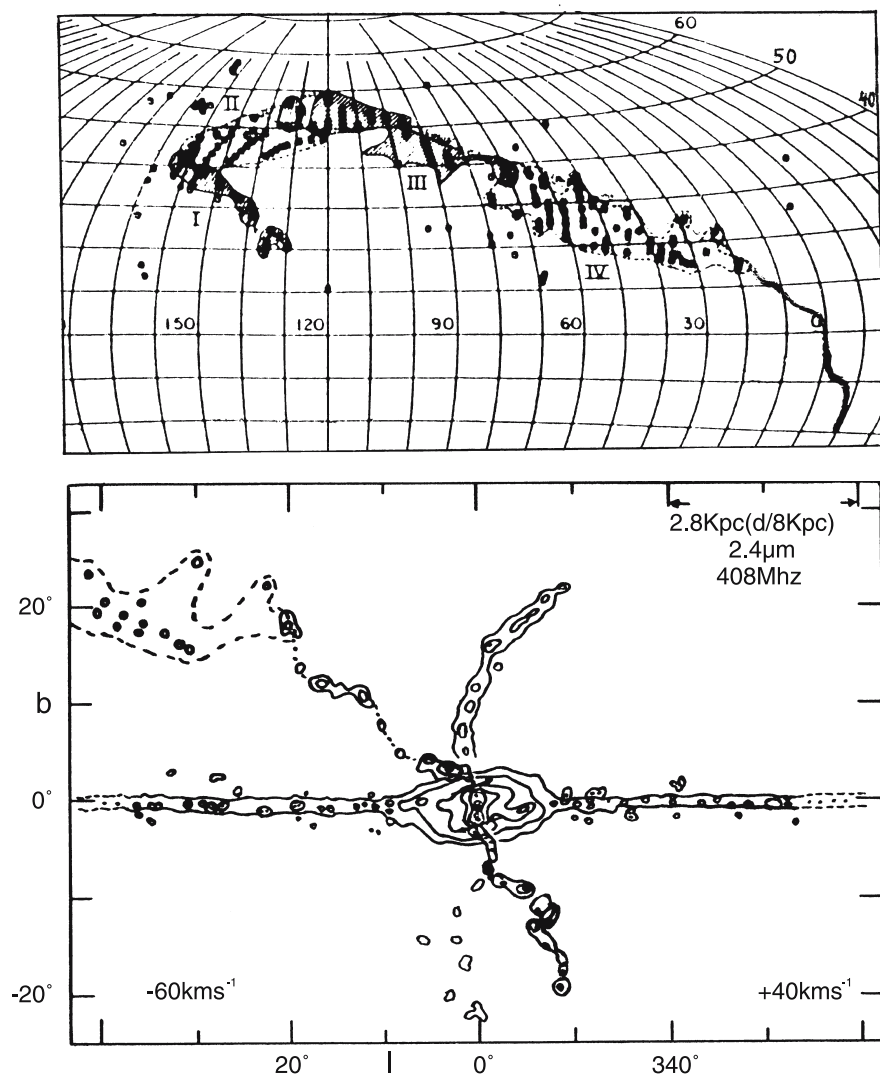 60
50
40
II
III
I
IV
150 120 90 60 30 0
2.8Kpc(d/8Kpc)
2.4µm
408Mhz
20°
b
0°
-20°
-60kms⁻¹ +40kms⁻¹
20° l 0° 340°